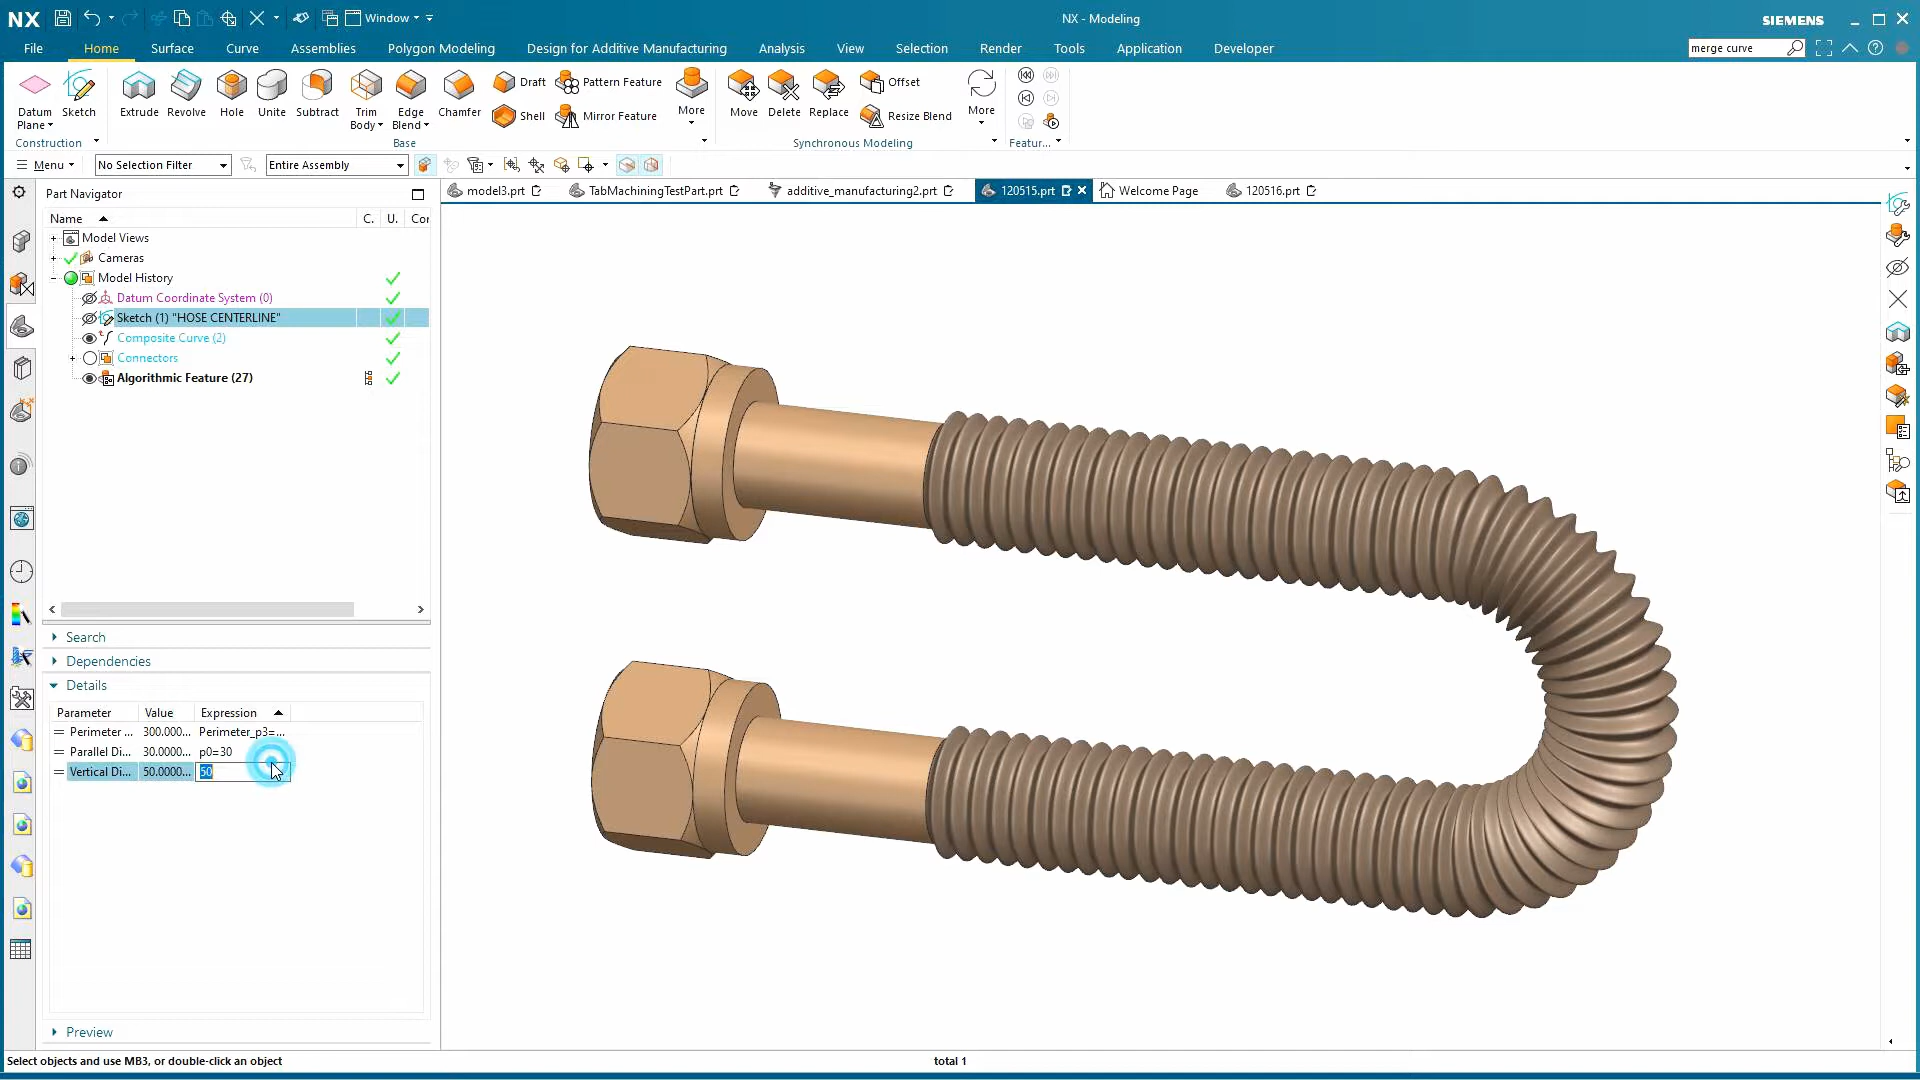 NX Window NX - Modeling SIEMENS
File Home Surface Curve Assemblies Polygon Modeling Design for Additive Manufacturing Analysis View Selection Render Tools Application Developer merge curve
Datum Plane Sketch Extrude Revolve Hole Unite Subtract Trim Body Edge Blend Chamfer Draft Pattern Feature More Move Delete Replace Offset More
Shell Mirror Feature Resize Blend
Construction Base Synchronous Modeling Featur...
Menu No Selection Filter Entire Assembly
Part Navigator model3.prt TabMachiningTestPart.prt additive_manufacturing2.prt 120515.prt Welcome Page 120516.prt
Name C. U. Cor
Model Views
Cameras
Model History
Datum Coordinate System (0)
Sketch (1) "HOSE CENTERLINE"
Composite Curve (2)
Connectors
Algorithmic Feature (27)
Search
Dependencies
Details
Parameter Value Expression
Perimeter ... 300.000... Perimeter_p3=...
Parallel Di... 30.0000... p0=30
Vertical Di... 50.0000... 50
Preview
Select objects and use MB3, or double-click an object total 1